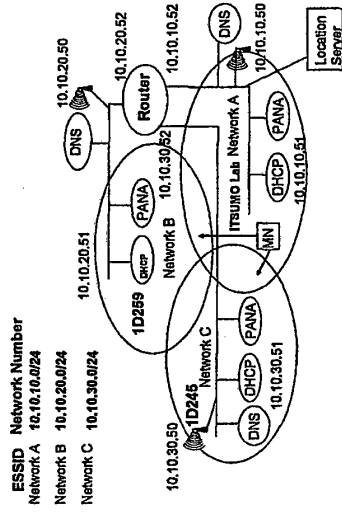 ESSID Network Number
Network A 10.10.10.0/24
Network B 10.10.20.0/24
Network C 10.10.30.0/24
10.10.20.50
DNS
10.10.20.52
10.10.20.51
Router
DHCP
PANA
1D259
Network B
10.10.30.52
10.10.10.52
DNS
10.10.10.50
ITSUMO Lab Network A
DHCP
PANA
10.10.10.51
Location
Server
MN
10.10.30.50
1D245
Network C
DNS
DHCP
PANA
10.10.30.51